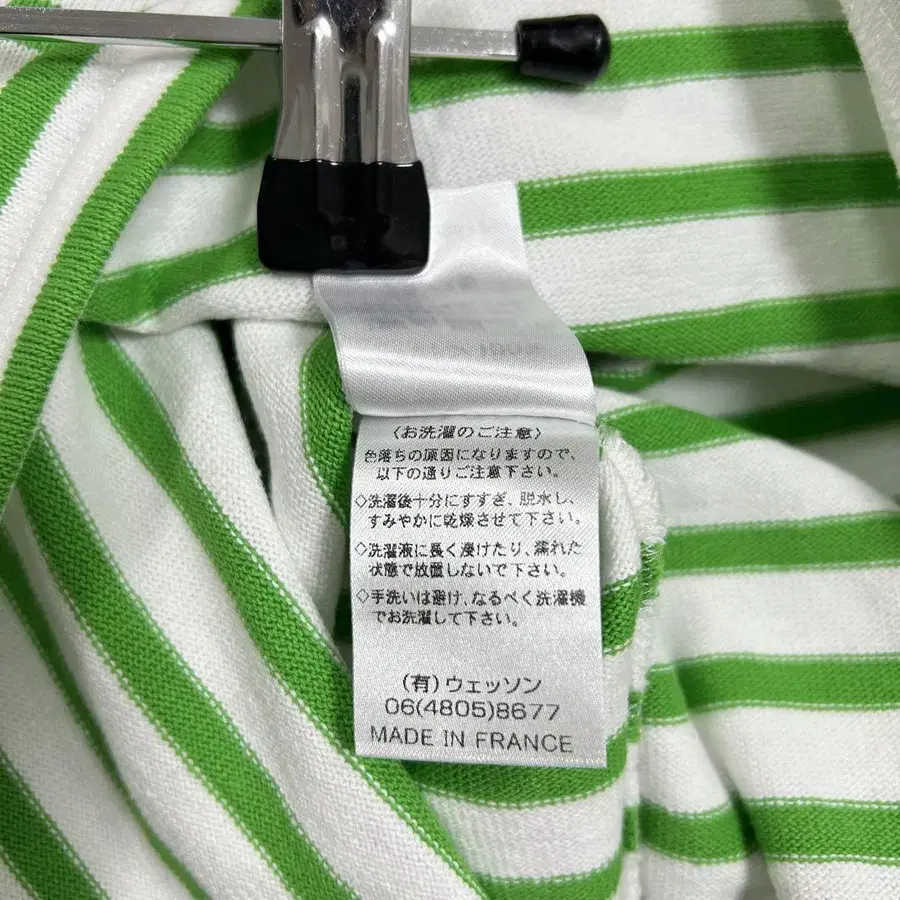 〈お洗濯のご注意〉
色落ちの原因になりますので、
以下の通りご注意下さい。
◇洗濯後十分にすすぎ、脱水し、
すみやかに乾燥させて下さい。
◇洗濯液に長く浸けたり、濡れた
状態で放置しないで下さい。
◇手洗いは避け、なるべく洗濯機
でお洗濯して下さい。
(有)ウェッソン
06(4805)8677
MADE IN FRANCE